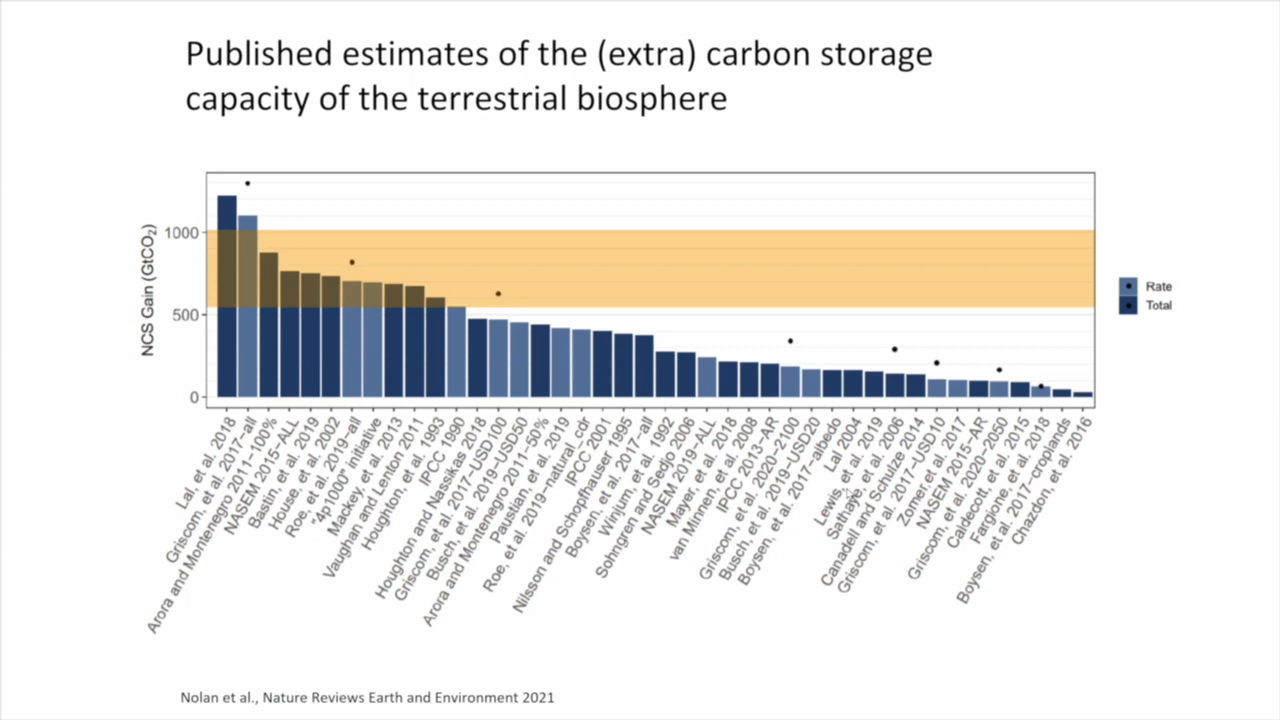 Published estimates of the (extra) carbon storage
capacity of the terrestrial biosphere
NCS Gain (GtCO₂)
1000
500
0
Rate
Total
Lal, et al. 2018
Griscom, et al. 2017−all
Arora and Montenegro 2011−100%
NASEM 2015−ALL
Bastin, et al. 2019
House, et al. 2002
Roe, et al. 2019−all
"4p1000" initiative
Mackey, et al. 2013
Vaughan and Lenton 2011
Houghton, et al. 1993
IPCC 1990
Houghton and Nassikas 2018
Griscom, et al. 2017−USD100
Busch, et al. 2019−USD50
Arora and Montenegro 2011−50%
Paustian, et al. 2019
Roe, et al. 2019−natural_cdr
IPCC 2001
Nilsson and Schopfhauser 1995
Boysen, et al. 2017−all
Winjum, et al. 1992
Sohngren and Sedjo 2006
NASEM 2019−ALL
Mayer, et al. 2018
van Minnen, et al. 2008
IPCC 2013−AR
Griscom, et al. 2020−2100
Busch, et al. 2019−USD20
Boysen, et al. 2017−albedo
Lal 2004
Lewis, et al. 2019
Sathaye, et al. 2006
Canadell and Schulze 2014
Griscom, et al. 2017−USD10
Zomer, et al. 2017
NASEM 2015−AR
Griscom, et al. 2020−2050
Caldecott, et al. 2015
Fargione, et al. 2018
Boysen, et al. 2017−croplands
Chazdon, et al. 2016
Nolan et al., Nature Reviews Earth and Environment 2021